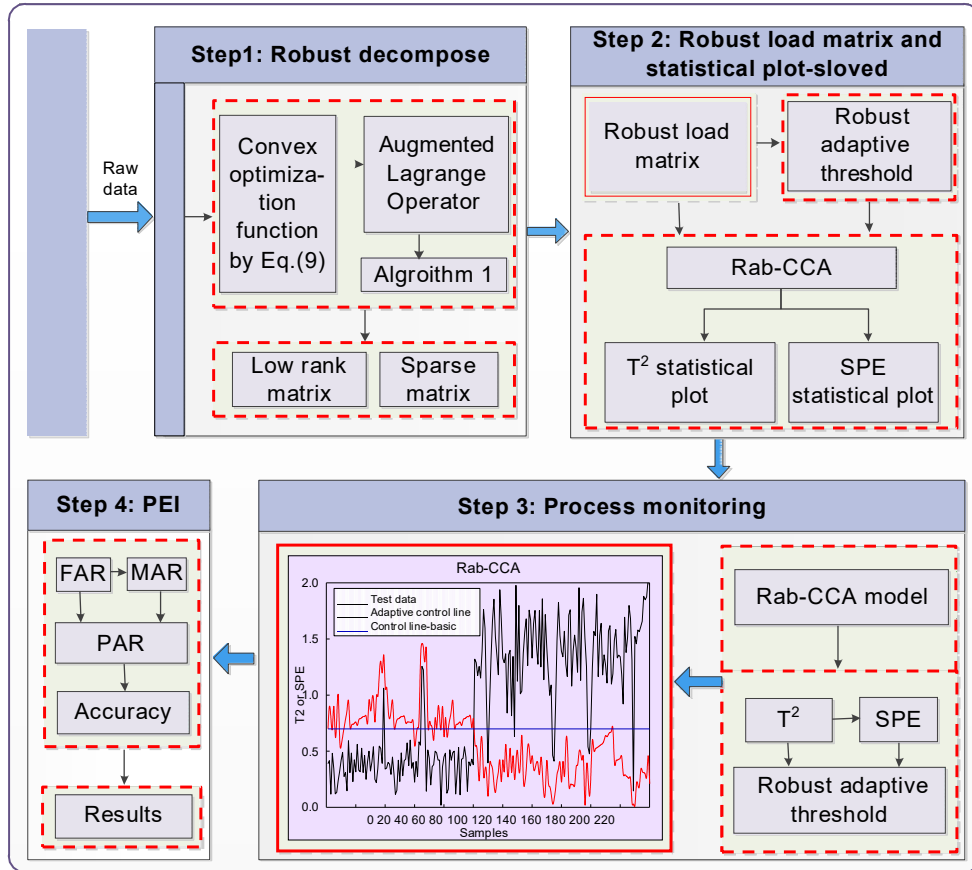 Step1: Robust decompose
Raw
data
Convex
optimiza-
tion
function
by Eq.(9)
Augmented
Lagrange
Operator
Algroithm 1
Low rank
matrix
Sparse
matrix
Step 2: Robust load matrix and
statistical plot-sloved
Robust load
matrix
Robust
adaptive
threshold
Rab-CCA
T² statistical
plot
SPE
statistical plot
Step 3: Process monitoring
Rab-CCA model
T²
SPE
Robust adaptive
threshold
Rab-CCA
Test data
Adaptive control line
Control line-basic
T2 or SPE
2.0
1.5
1.0
0.5
0.0
0 20 40 60 80 100 120 140 160 180 200 220
Samples
Step 4: PEI
FAR
MAR
PAR
Accuracy
Results